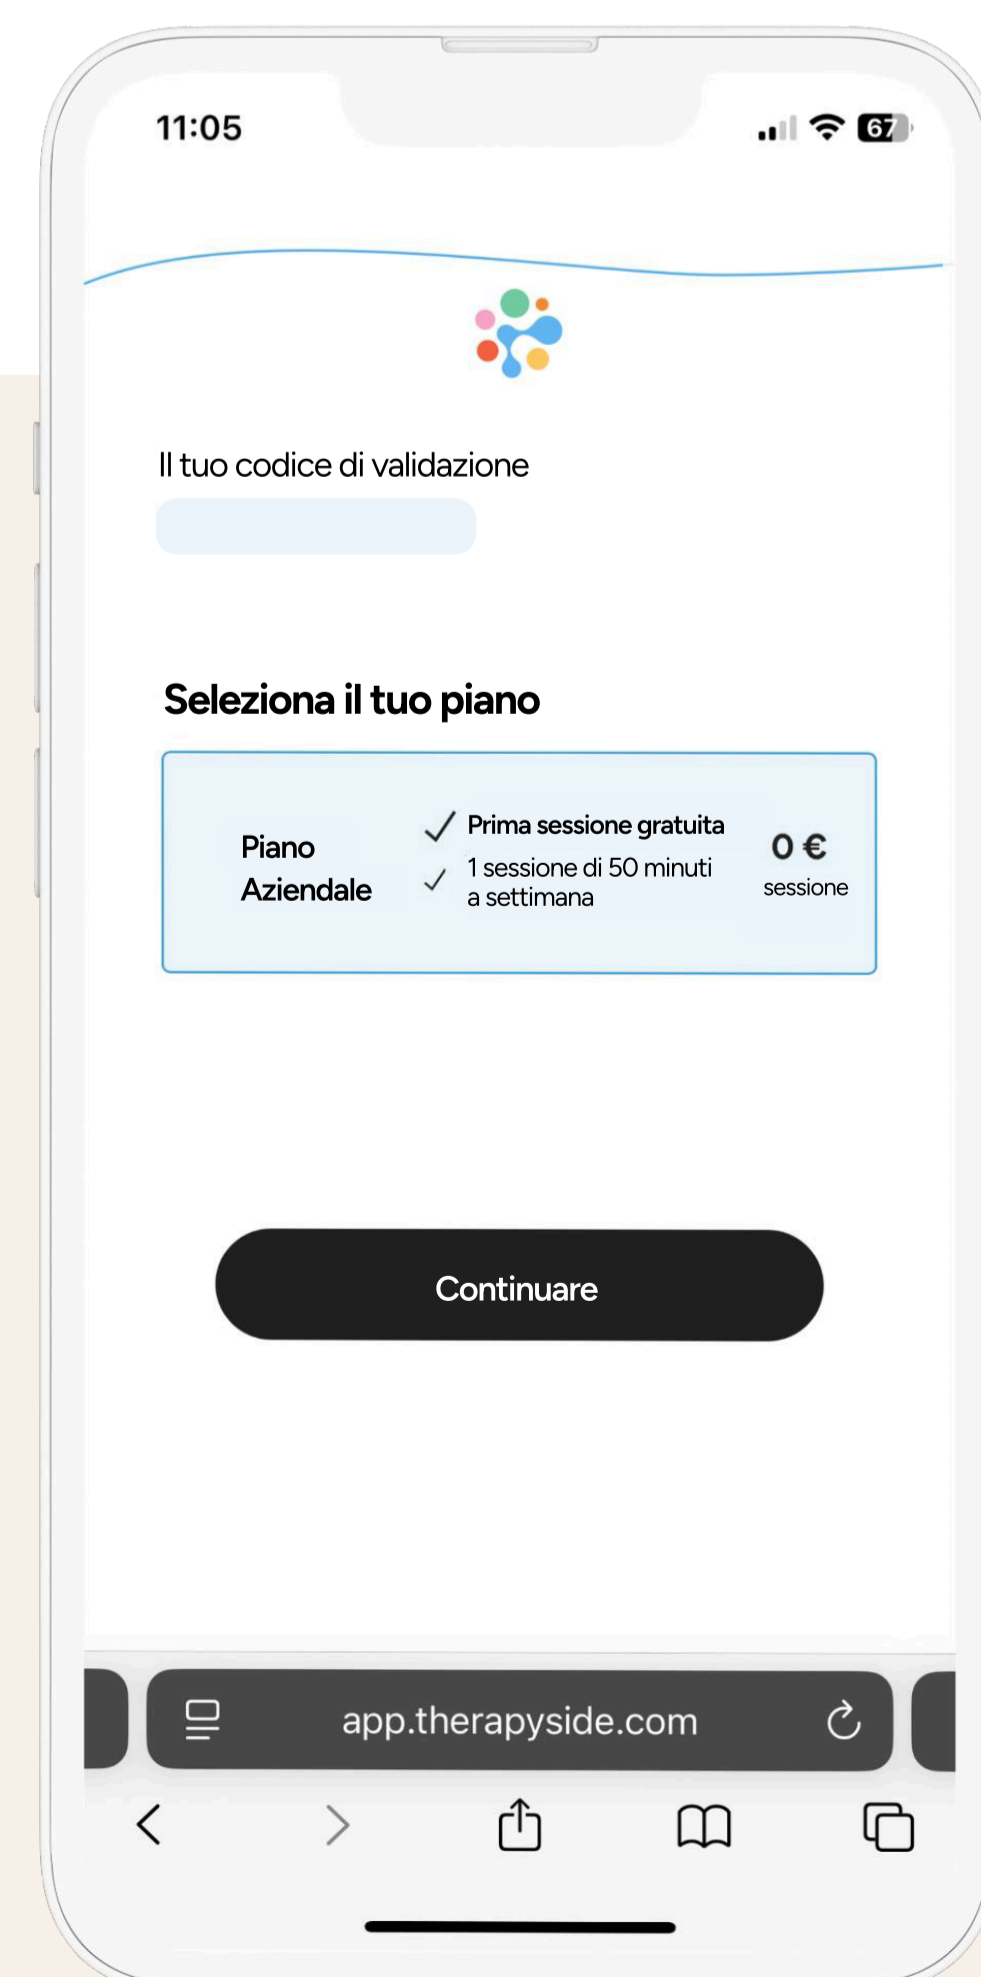 11:05
67
Il tuo codice di validazione
Seleziona il tuo piano
Piano
Aziendale
Prima sessione gratuita
1 sessione di 50 minuti
a settimana
0 €
sessione
Continuare
app.therapyside.com